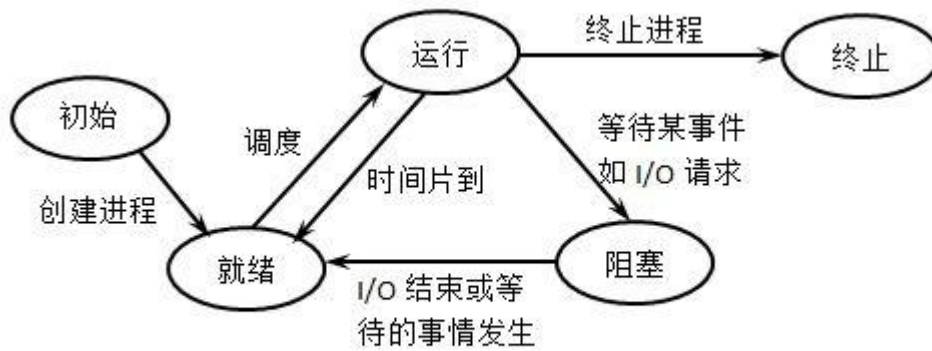 运行
终止进程
终止
初始
调度
等待某事件
如 I/O 请求
时间片到
创建进程
就绪
阻塞
I/O 结束或等
待的事情发生